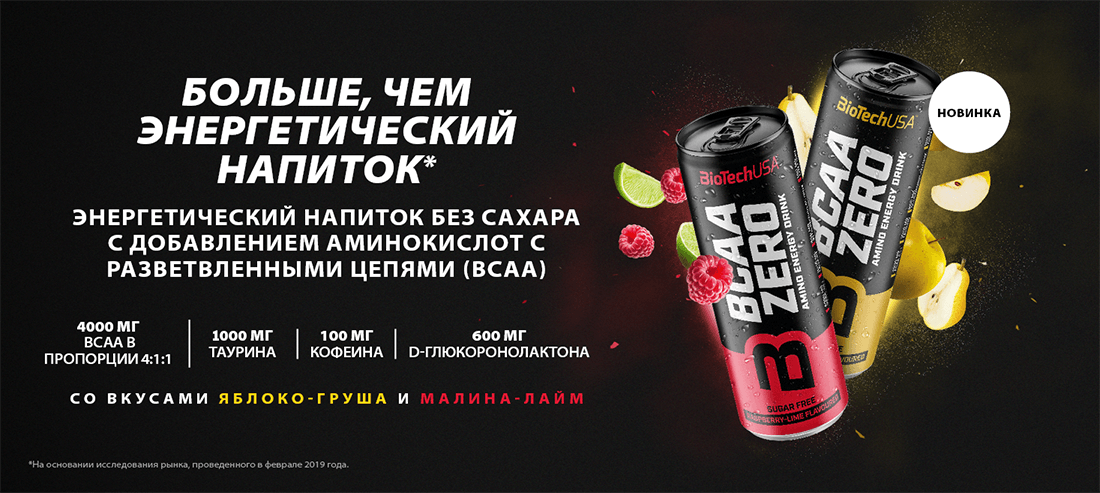 БОЛЬШЕ, ЧЕМ
ЭНЕРГЕТИЧЕСКИЙ
НАПИТОК*
ЭНЕРГЕТИЧЕСКИЙ НАПИТОК БЕЗ САХАРА
С ДОБАВЛЕНИЕМ АМИНОКИСЛОТ С
РАЗВЕТВЛЕННЫМИ ЦЕПЯМИ (BCAA)
4000 МГ
BCAA В
ПРОПОРЦИИ 4:1:1
1000 МГ
ТАУРИНА
100 МГ
КОФЕИНА
600 МГ
D-ГЛЮКОРОНОЛАКТОНА
СО ВКУСАМИ ЯБЛОКО-ГРУША И МАЛИНА-ЛАЙМ
*На основании исследования рынка, проведенного в феврале 2019 года.
BioTechUSA
BCAA
ZERO
AMINO ENERGY DRINK
B
SUGAR FREE
RASPBERRY-LIME FLAVOURED
BioTechUSA
BCAA
ZERO
AMINO ENERGY DRINK
B
НОВИНКА